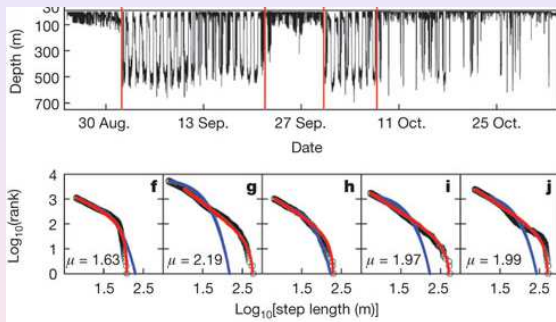 30
100
300
500
700
Depth (m)
30 Aug.
13 Sep.
27 Sep.
11 Oct.
25 Oct.
Date
f
g
h
i
j
4
3
2
1
0
Log10(rank)
μ = 1.63
μ = 2.19
μ = 1.97
μ = 1.99
1.5
2.5
1.5
2.5
1.5
2.5
1.5
2.5
1.5
2.5
Log10[step length (m)]